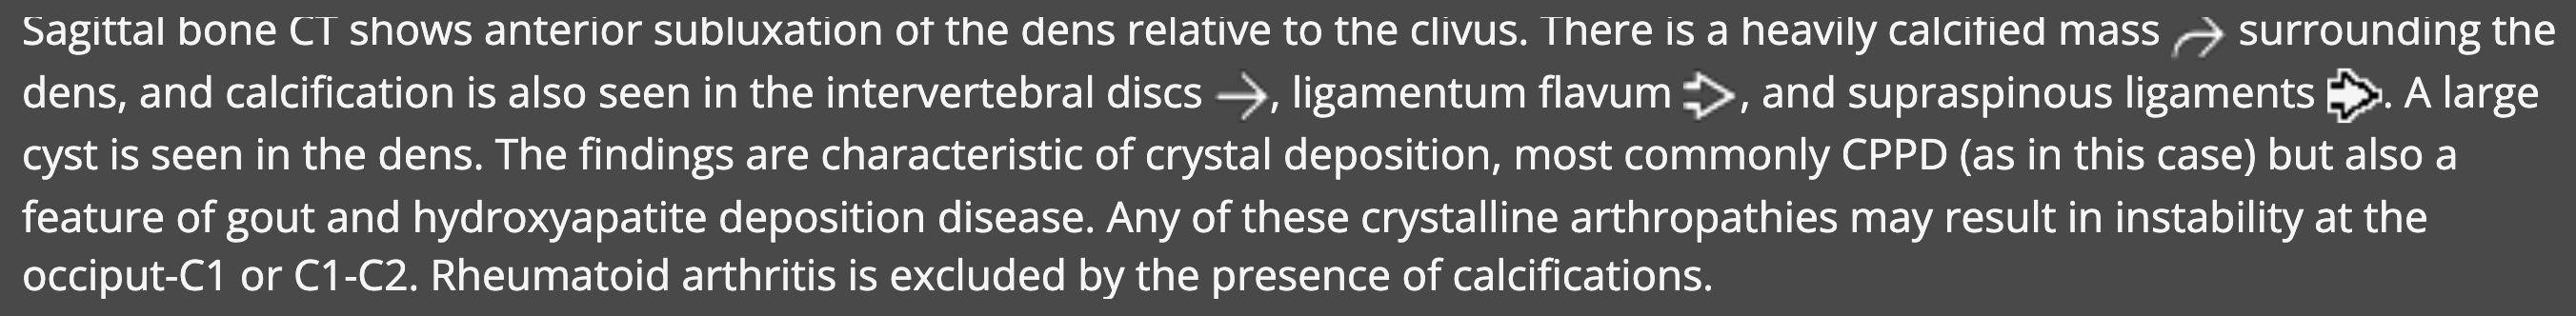 Sagittal bone CT shows anterior subluxation of the dens relative to the clivus. There is a heavily calcified mass surrounding the
dens, and calcification is also seen in the intervertebral discs →, ligamentum flavum ⇨, and supraspinous ligaments ⇨. A large
cyst is seen in the dens. The findings are characteristic of crystal deposition, most commonly CPPD (as in this case) but also a
feature of gout and hydroxyapatite deposition disease. Any of these crystalline arthropathies may result in instability at the
occiput-C1 or C1-C2. Rheumatoid arthritis is excluded by the presence of calcifications.